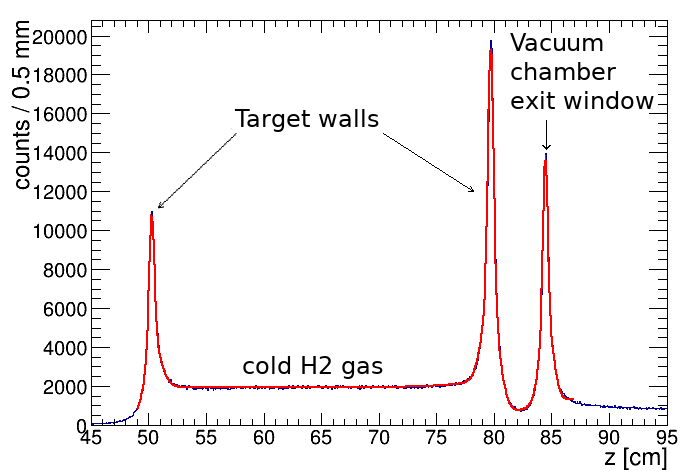 counts / 0.5 mm
20000
18000
16000
14000
12000
10000
8000
6000
4000
2000
0
Vacuum
chamber
exit window
Target walls
cold H2 gas
45 50 55 60 65 70 75 80 85 90 95
z [cm]